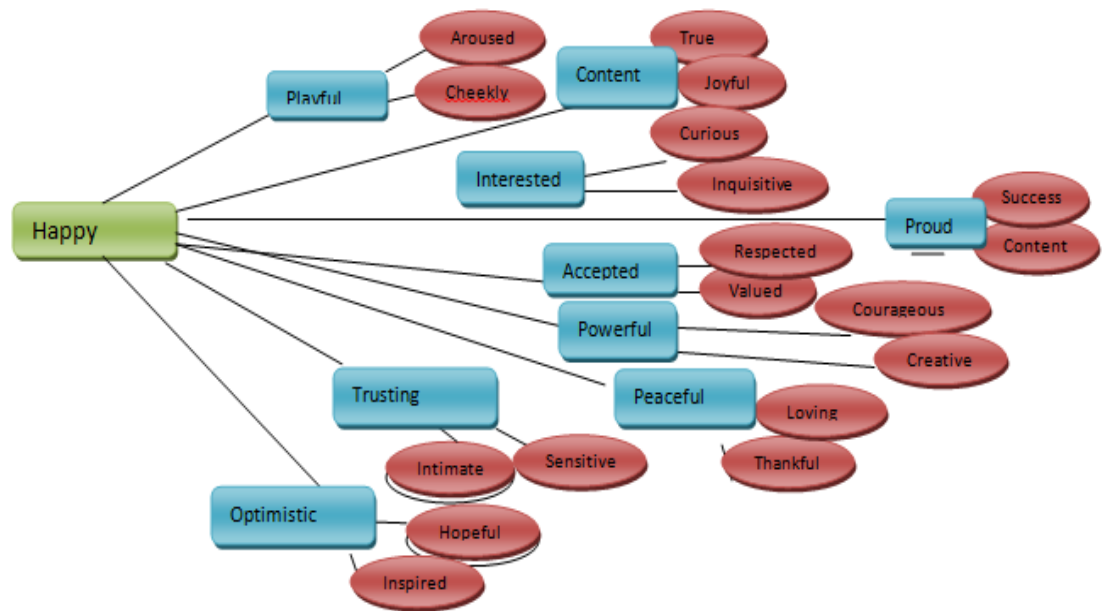 Aroused
True
Content
Playful
Cheekly
Joyful
Curious
Interested
Inquisitive
Success
Happy
Proud
Content
Respected
Accepted
Valued
Courageous
Powerful
Creative
Trusting
Peaceful
Loving
Intimate
Sensitive
Thankful
Optimistic
Hopeful
Inspired